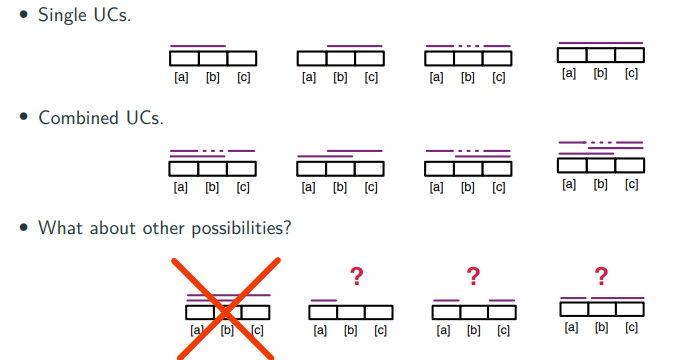 • Single UCs.
[a] [b] [c] [a] [b] [c] [a] [b] [c] [a] [b] [c]
• Combined UCs.
[a] [b] [c] [a] [b] [c] [a] [b] [c] [a] [b] [c]
• What about other possibilities?
? ? ?
[a] [b] [c] [a] [b] [c] [a] [b] [c] [a] [b] [c]